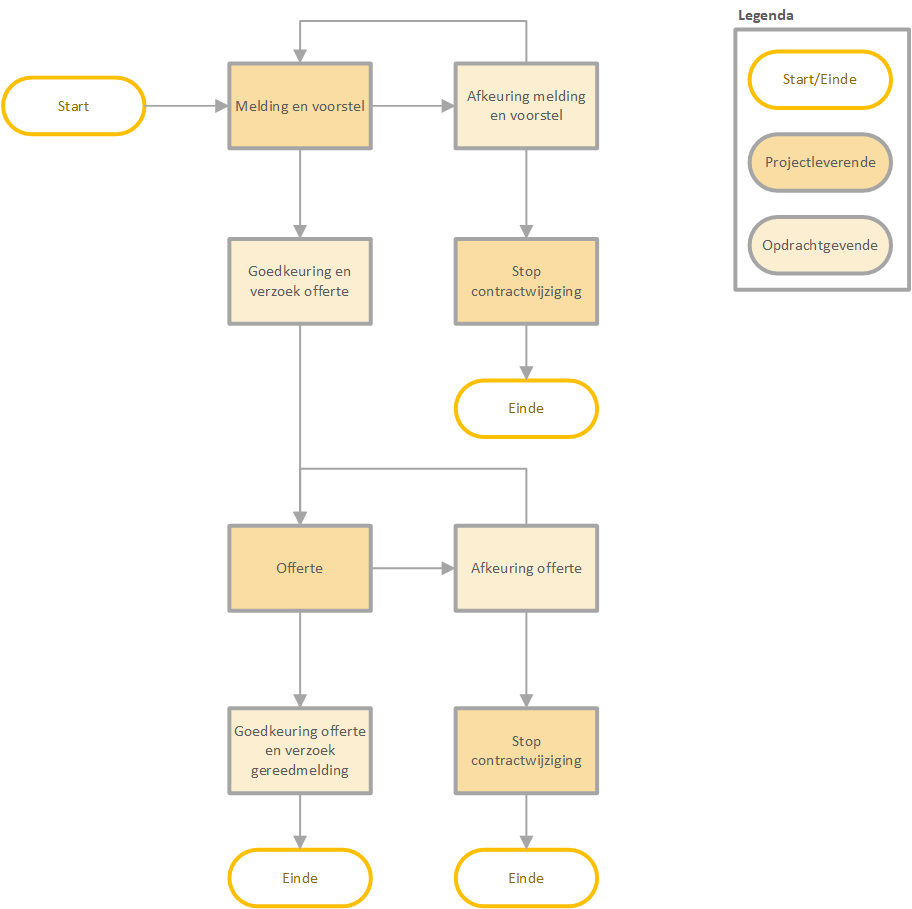 Legenda
Start/Einde
Projectleverende
Opdrachtgevende
Start
Melding en voorstel
Afkeuring melding
en voorstel
Goedkeuring en
verzoek offerte
Stop
contractwijziging
Einde
Offerte
Afkeuring offerte
Goedkeuring offerte
en verzoek
gereedmelding
Stop
contractwijziging
Einde
Einde